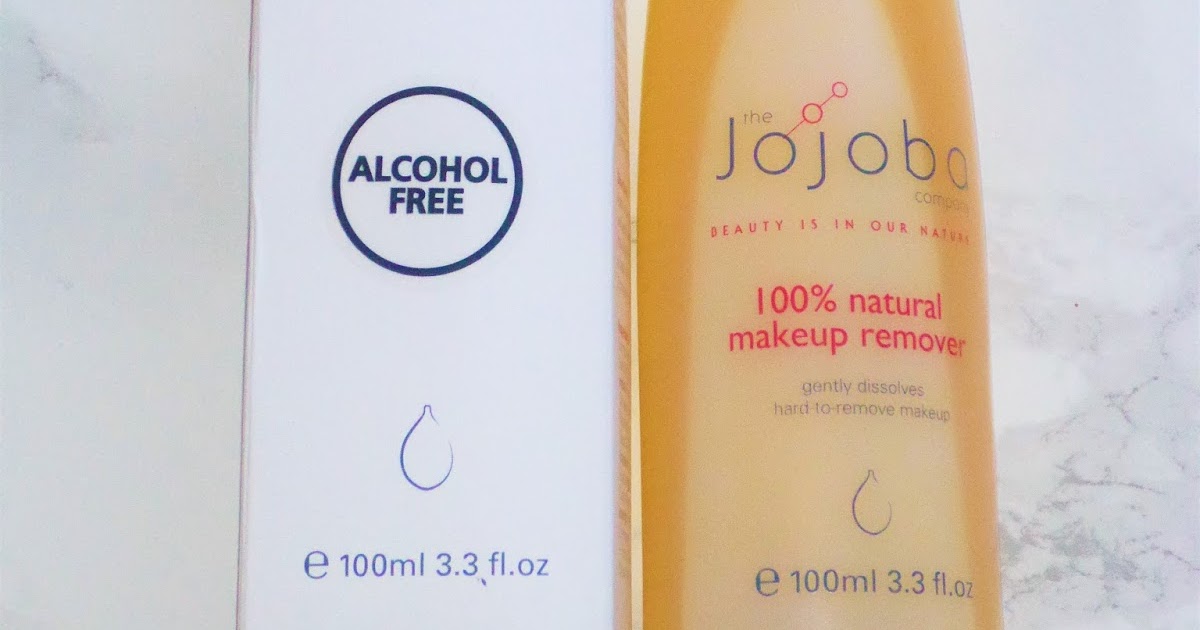 ALCOHOL
FREE
℮ 100ml 3.3 fl.oz
the
Jojoba
company
BEAUTY IS IN OUR NATURE
100% natural
makeup remover
gently dissolves
hard-to-remove makeup
℮ 100ml 3.3 fl.oz